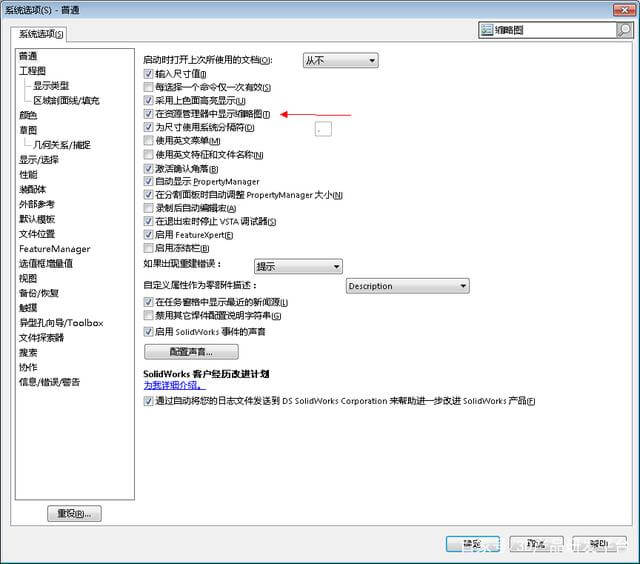 系统选项(S) - 普通
系统选项(S)
缩略图
普通
工程图
显示类型
区域剖面线/填充
颜色
草图
几何关系/捕捉
显示/选择
性能
装配体
外部参考
默认模板
文件位置
FeatureManager
选值框增量值
视图
备份/恢复
触摸
异型孔向导/Toolbox
文件探索器
搜索
协作
信息/错误/警告
重设(R)...
启动时打开上次所使用的文档(O):
从不
输入尺寸值(I)
每选择一个命令仅一次有效(S)
采用上色面高亮显示(U)
在资源管理器中显示缩略图(T)
为尺寸使用系统分隔符(D)
.
使用英文菜单(M)
使用英文特征和文件名称(N)
激活确认角落(B)
自动显示 PropertyManager
在分割面板时自动调整 PropertyManager 大小(N)
录制后自动编辑宏(A)
在退出宏时停止 VSTA 调试器(S)
启用 FeatureXpert(E)
启用冻结栏(B)
如果出现重建错误:
提示
自定义属性作为零部件描述:
Description
在任务窗格中显示最近的新闻源(L)
禁用其它焊件配置说明字符串(G)
启用 SolidWorks 事件的声音
配置声音...
SolidWorks 客户经历改进计划
为我详细介绍。
通过自动将您的日志文件发送到 DS SolidWorks Corporation 来帮助进一步改进 SolidWorks 产品(F)
确定
取消
帮助